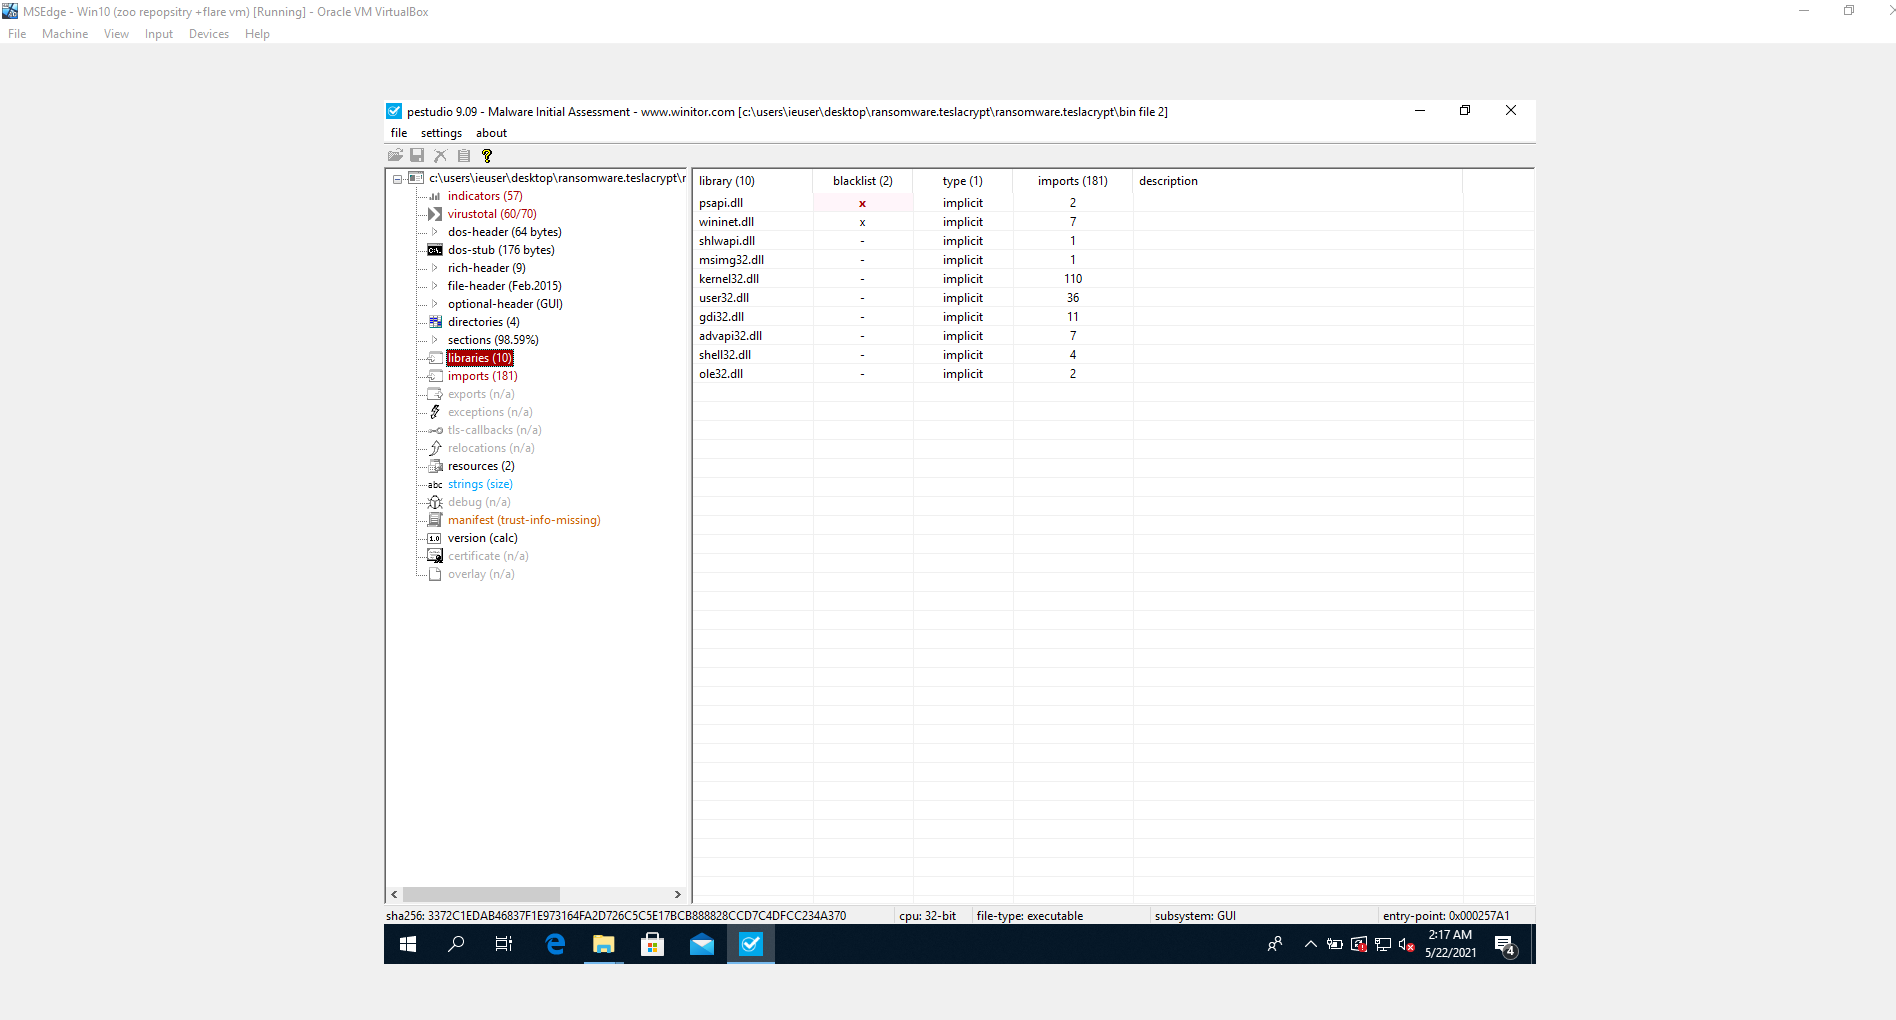 MSEdge - Win10 (zoo repopsitry +flare vm) [Running] - Oracle VM VirtualBox
File Machine View Input Devices Help
pestudio 9.09 - Malware Initial Assessment - www.winitor.com [c:\users\ieuser\desktop\ransomware.teslacrypt\ransomware.teslacrypt\bin file 2]
file settings about
c:\users\ieuser\desktop\ransomware.teslacrypt\r
indicators (57)
virustotal (60/70)
dos-header (64 bytes)
dos-stub (176 bytes)
rich-header (9)
file-header (Feb.2015)
optional-header (GUI)
directories (4)
sections (98.59%)
libraries (10)
imports (181)
exports (n/a)
exceptions (n/a)
tls-callbacks (n/a)
relocations (n/a)
resources (2)
abc strings (size)
debug (n/a)
manifest (trust-info-missing)
1.0 version (calc)
certificate (n/a)
overlay (n/a)
library (10) blacklist (2) type (1) imports (181) description
psapi.dll x implicit 2
wininet.dll x implicit 7
shlwapi.dll - implicit 1
msimg32.dll - implicit 1
kernel32.dll - implicit 110
user32.dll - implicit 36
gdi32.dll - implicit 11
advapi32.dll - implicit 7
shell32.dll - implicit 4
ole32.dll - implicit 2
sha256: 3372C1EDAB46837F1E973164FA2D726C5C5E17BCB888828CCD7C4DFCC234A370 cpu: 32-bit file-type: executable subsystem: GUI entry-point: 0x000257A1
2:17 AM
5/22/2021
4